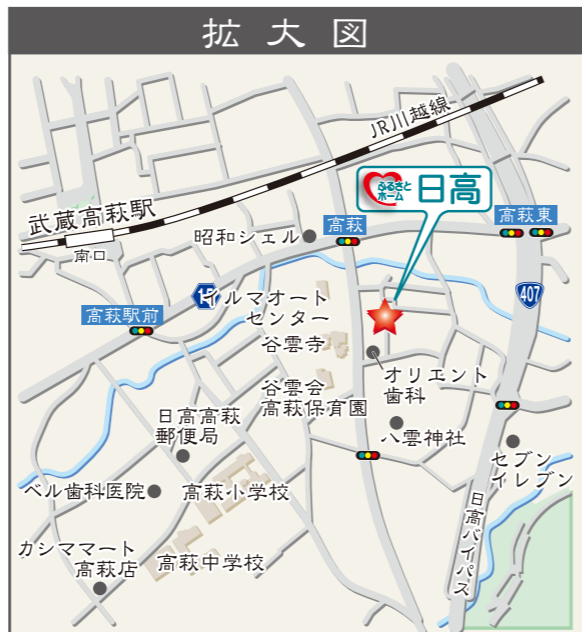 拡大図
JR川越線
ふるさと
ホーム
日高
武蔵高萩駅
南口
昭和シェル
高萩
高萩東
407
15
高萩駅前
イルマオート
センター
谷雲寺
オリエント
歯科
谷雲会
高萩保育園
日高高萩
郵便局
八雲神社
セブン
イレブン
ベル歯科医院
高萩小学校
日高バイパス
カシママート
高萩店
高萩中学校